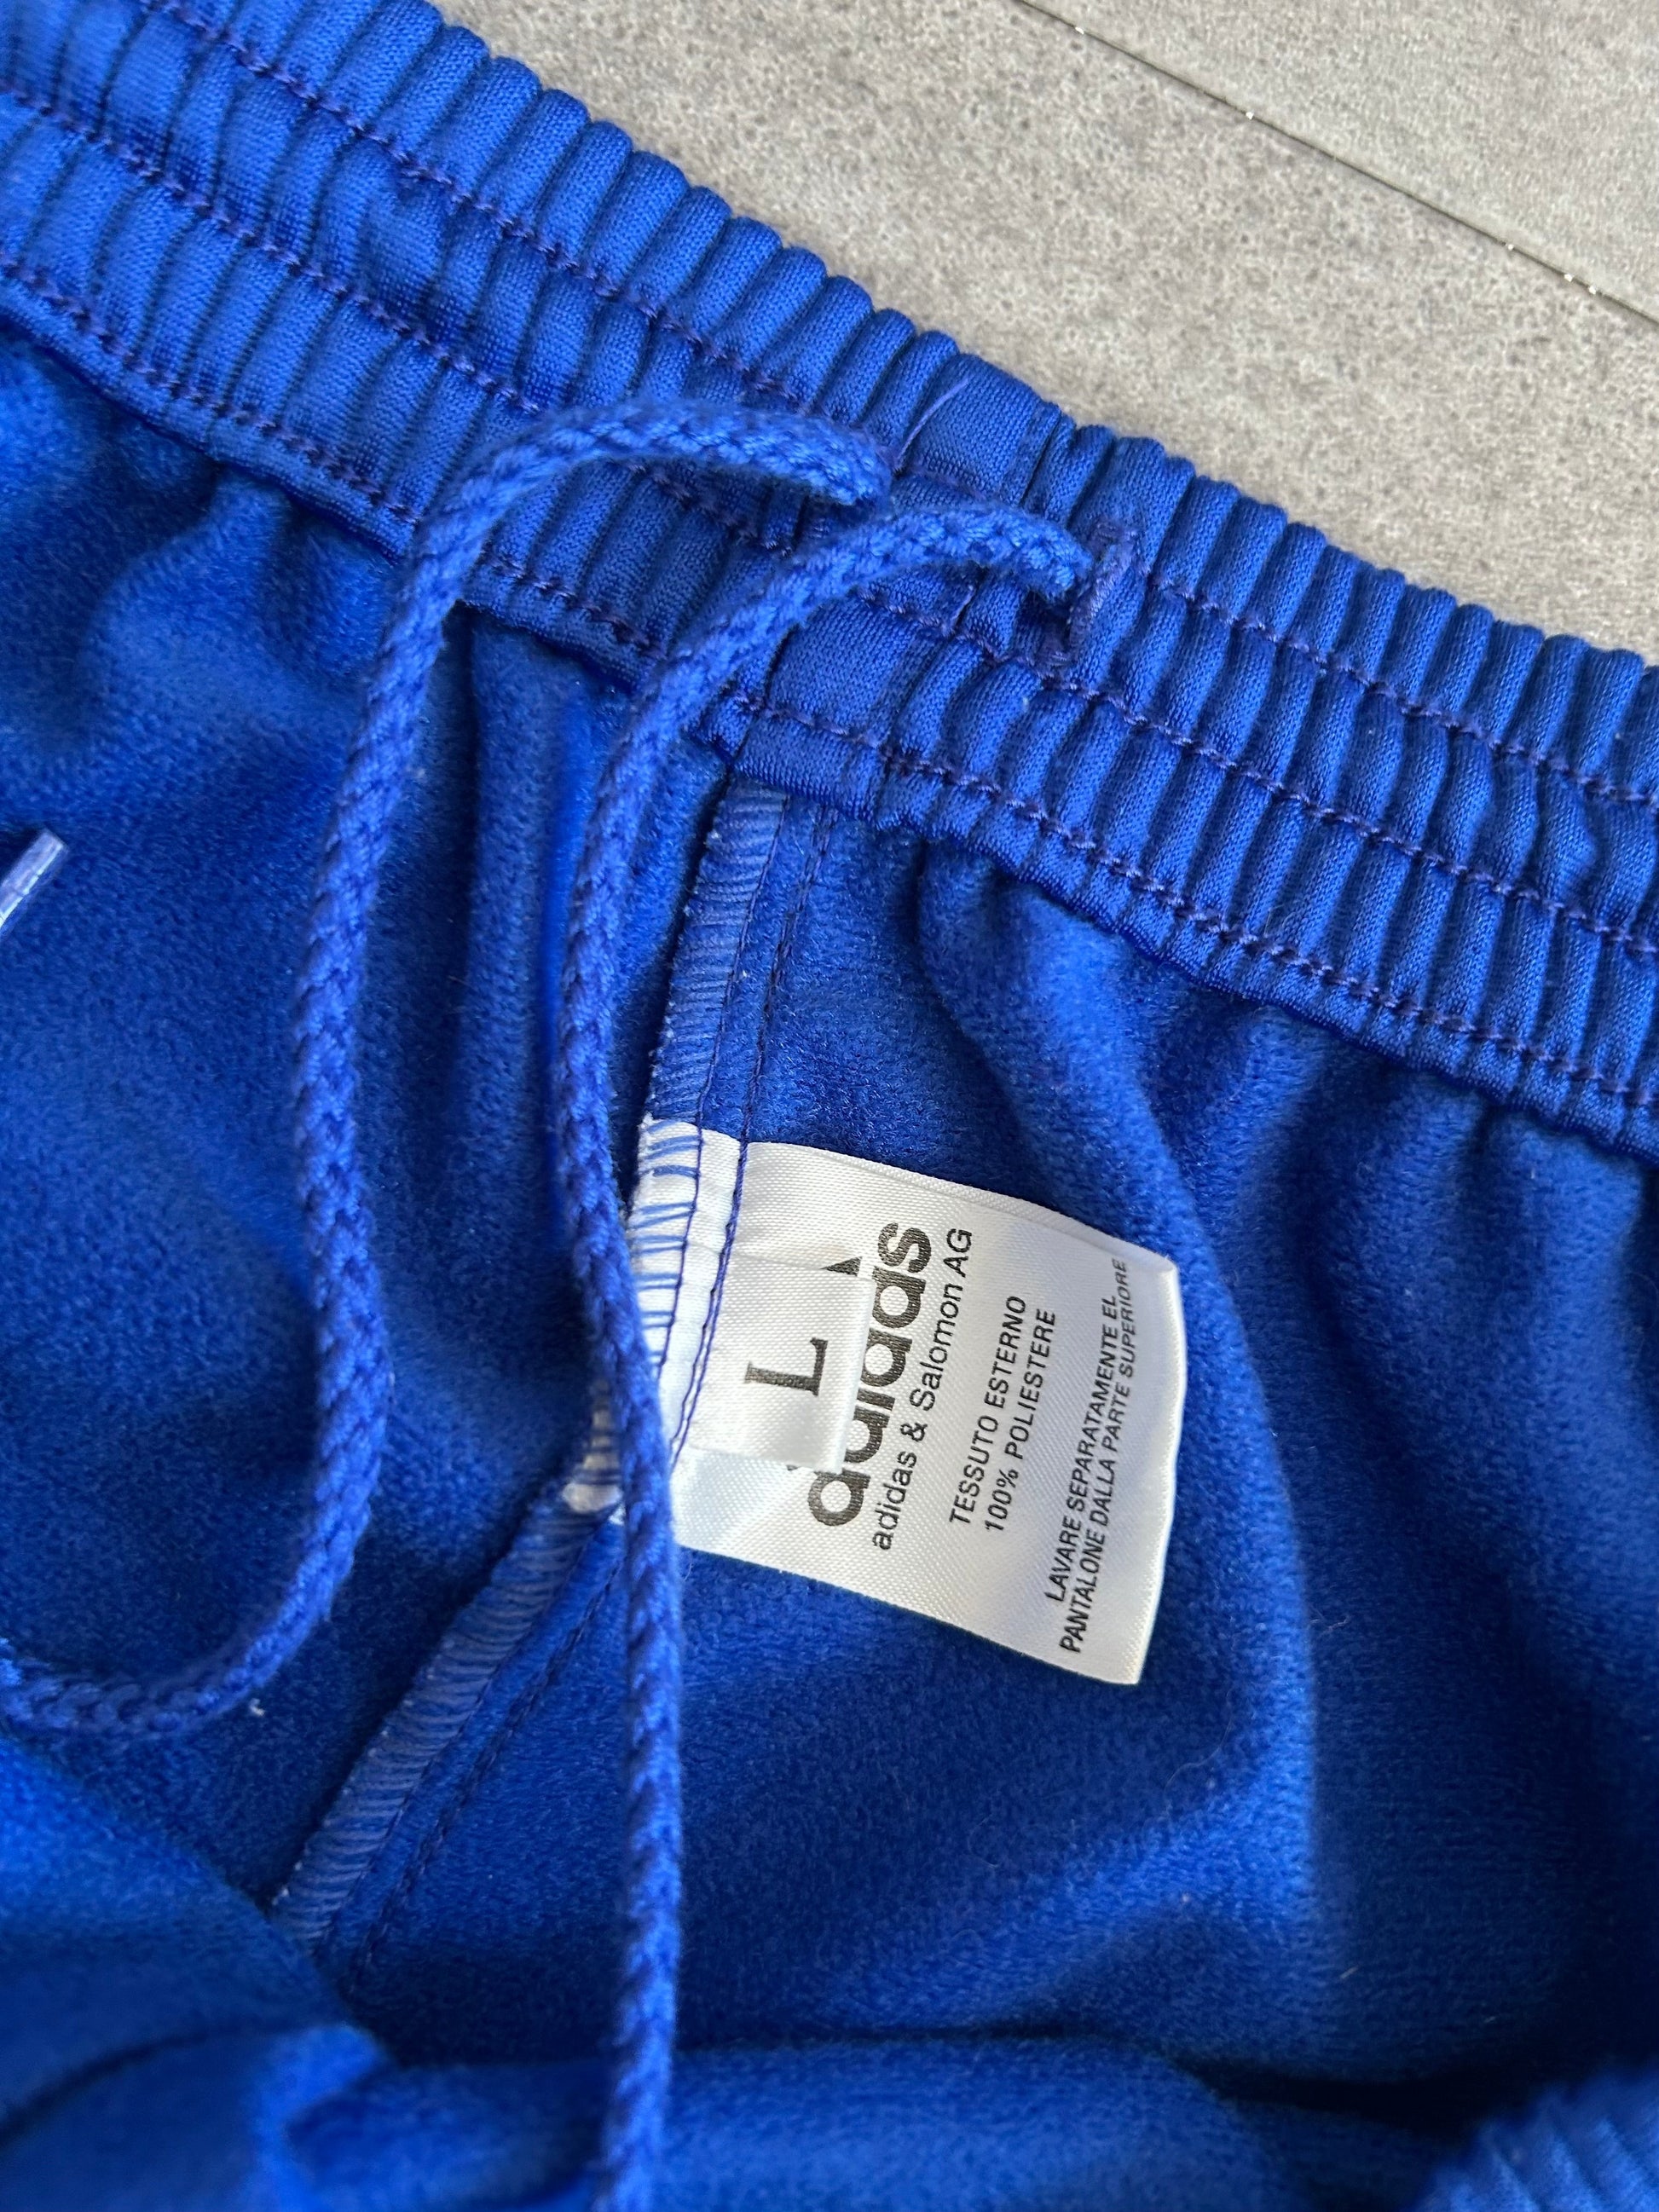 L
adidas
adidas & Salomon AG
TESSUTO ESTERNO
100% POLIESTERE
LAVARE SEPARATAMENTE EL
PANTALONE DALLA PARTE SUPERIORE